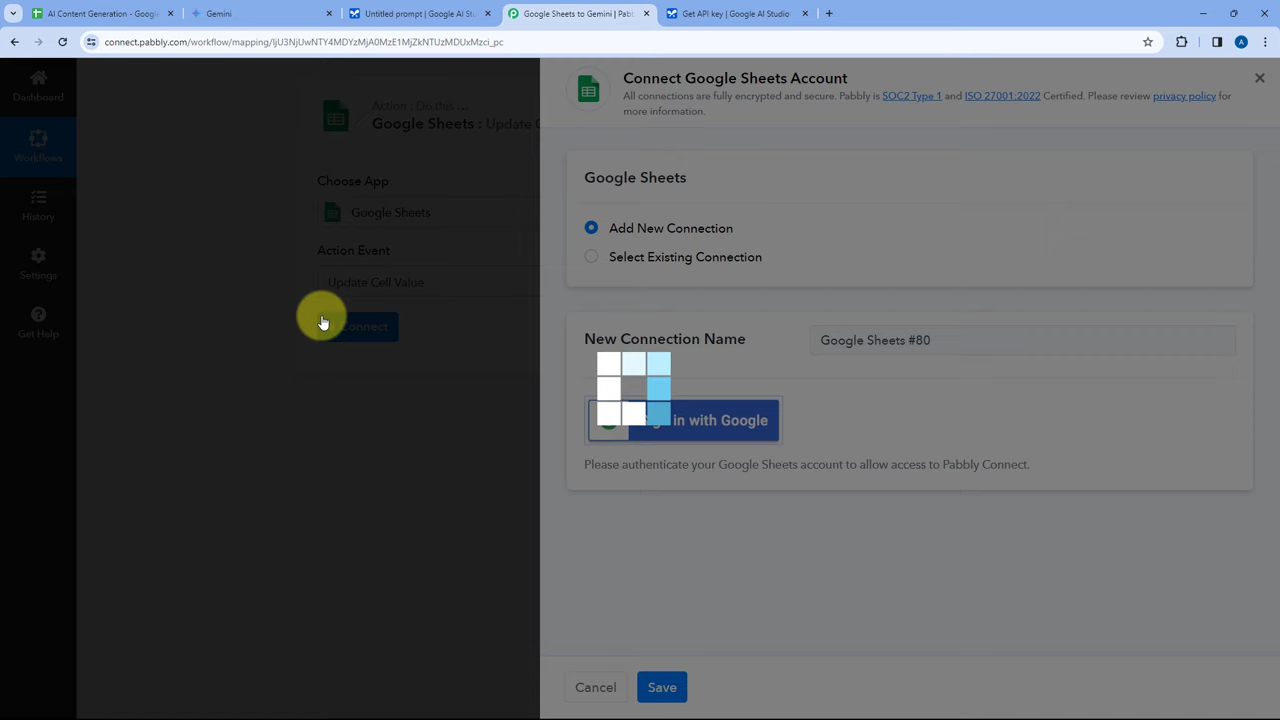 AI Content Generation - Google
Gemini
Untitled prompt | Google AI Stu
Google Sheets to Gemini | Pabb
Get API key | Google AI Studio
connect.pabbly.com/workflow/mapping/IjU3NjUwNTY4MDYzMjA0MzE1MjZkNTUzMDUxMzci_pc
A
Dashboard
Workflows
History
Settings
Get Help
Action : Do this ...
Google Sheets : Update C
Choose App
Google Sheets
Action Event
Update Cell Value
Connect
Connect Google Sheets Account
All connections are fully encrypted and secure. Pabbly is SOC2 Type 1 and ISO 27001:2022 Certified. Please review privacy policy for
more information.
Google Sheets
Add New Connection
Select Existing Connection
New Connection Name
Google Sheets #80
in with Google
Please authenticate your Google Sheets account to allow access to Pabbly Connect.
Cancel
Save